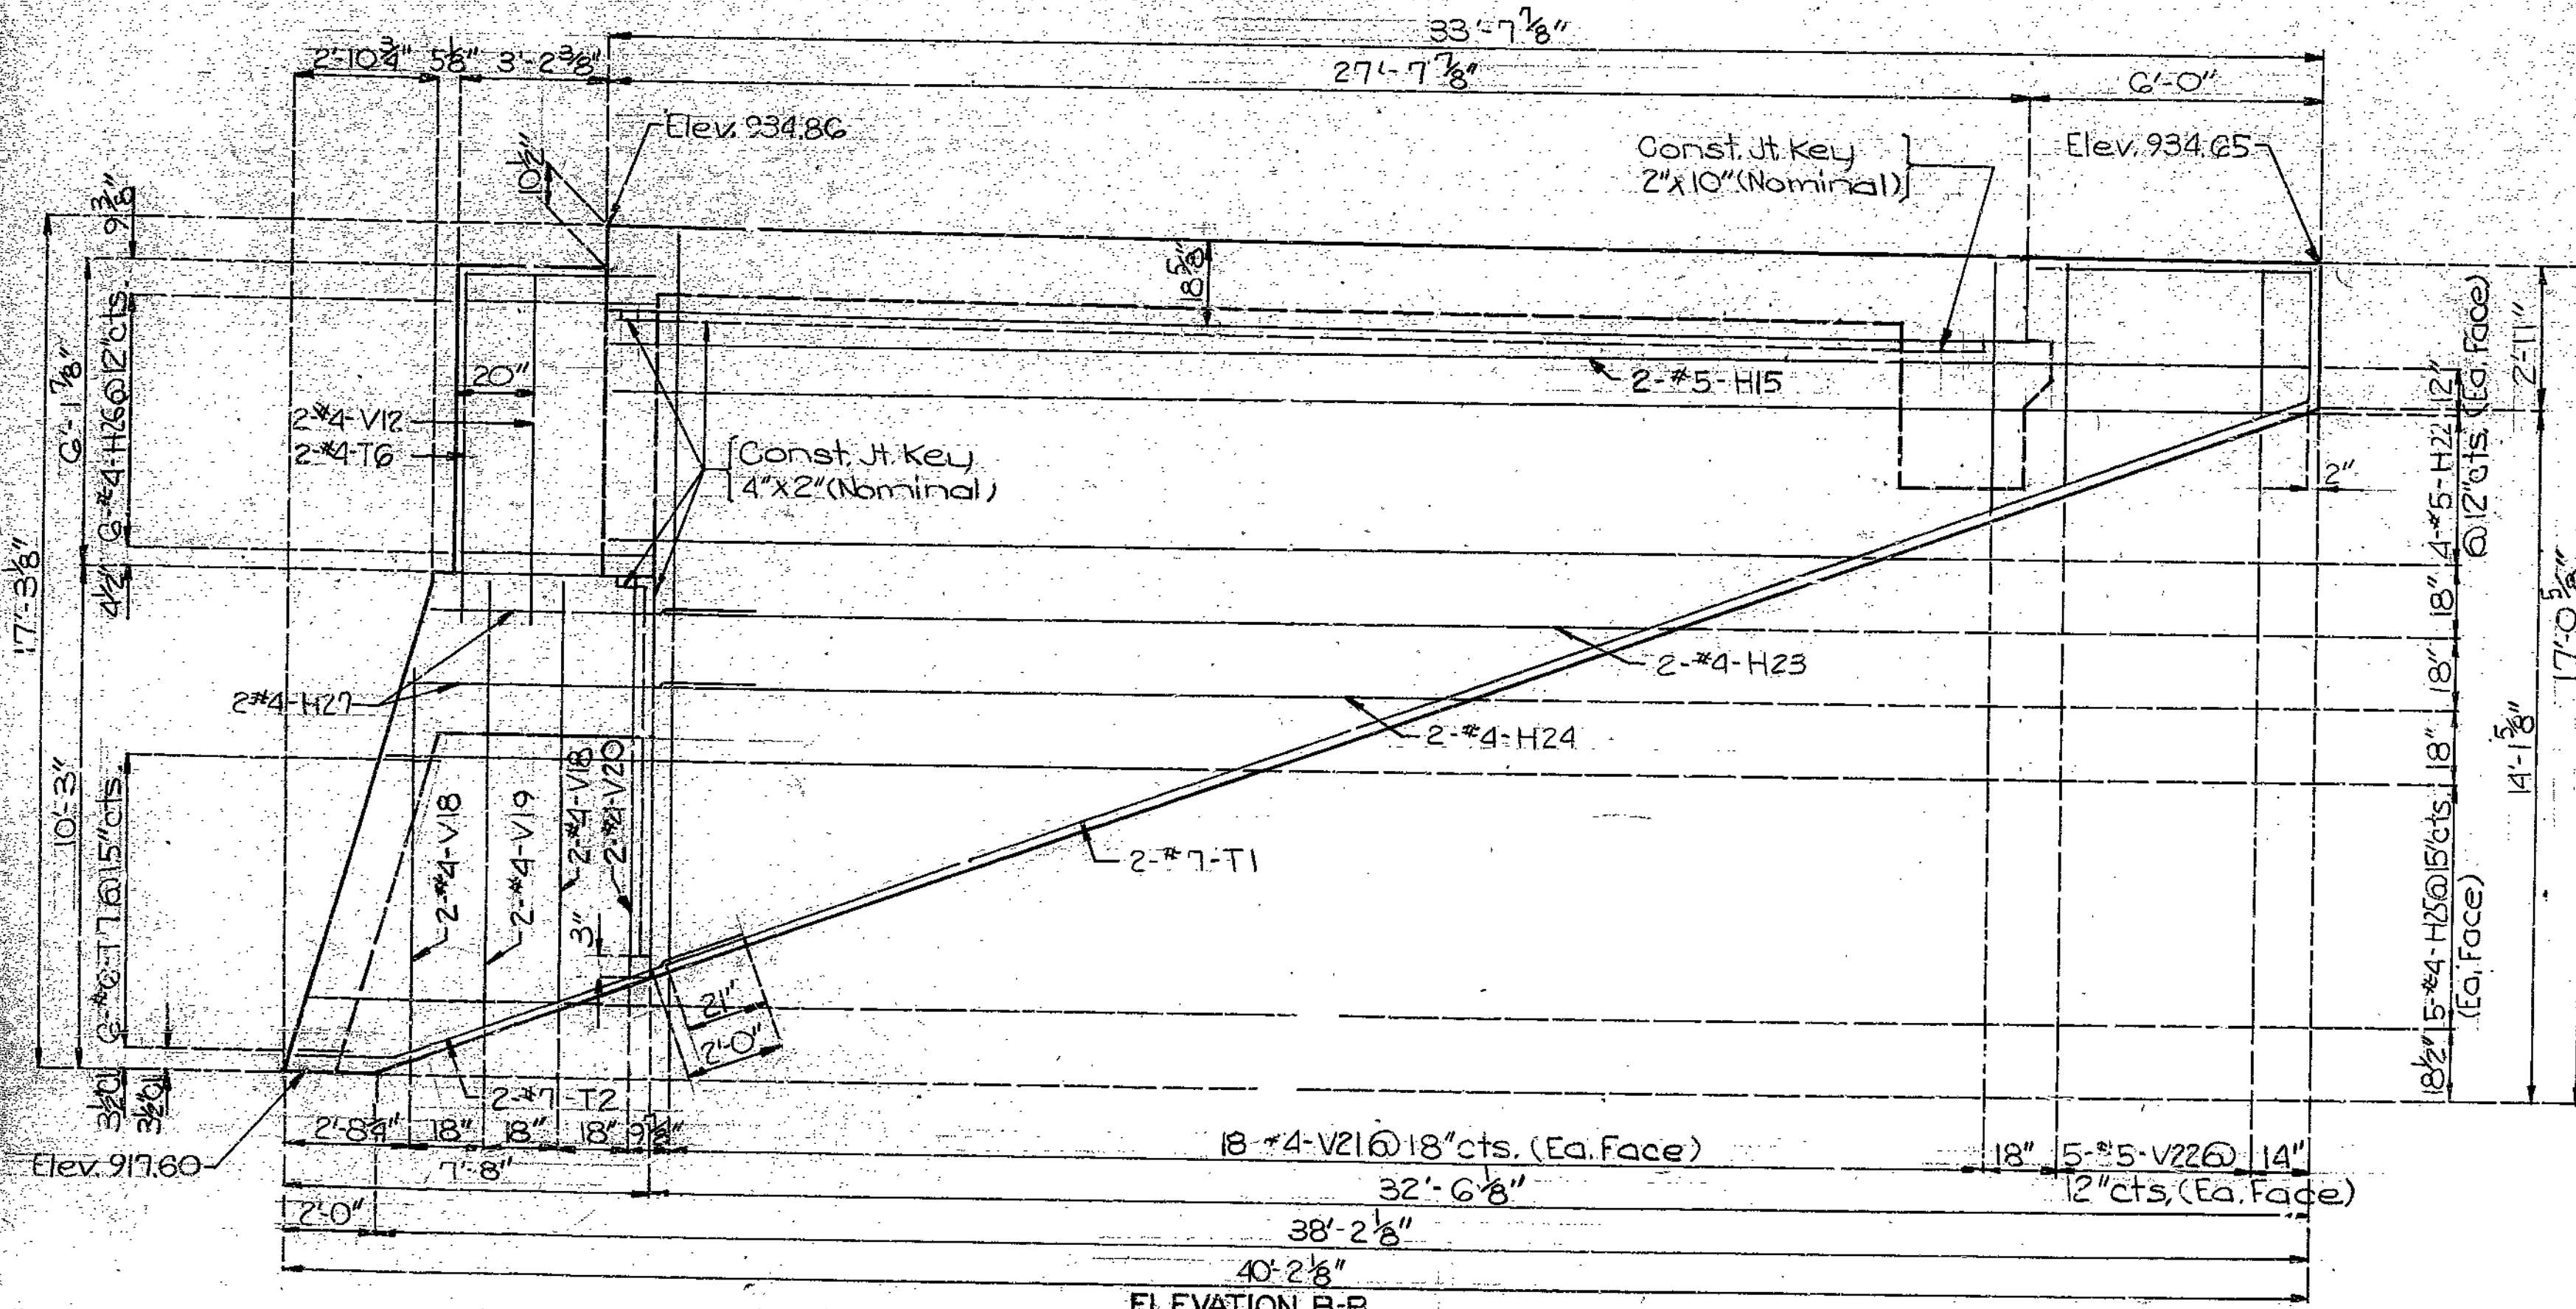 33'-7⅞"
2'-10¾" 5⅛" 3'-2⅜"
27'-7⅞"
6'-0"
Elev. 934.86
Const. Jt. Key
2"x10"(Nominal)
Elev. 934.65
10½"
9⅜"
18⅝"
6-#4-H26@12"cts.
6'-1⅞"
4½"
17'-3⅜"
10'-3"
20"
2-#4-V12
2-#4-T6
Const. Jt. Key
4"x2"(Nominal)
2-#5-H15
2"
12"
4-#5-H22
@12"cts. (Ea. Face)
2'-11"
18"
18"
18"
17'-0⅝"
14'-1⅝"
15-#4-H25@15"cts.
(Ea. Face)
18½"
2-#4-H23
2-#4-H24
2#4-H27
2-#4-V18
2-#4-V19
2-#4-V18
2-#4-V20
3"
2-#7-T1
6-#6-T7@15"cts.
21"
2'-0"
3½"Cl.
3½"Cl.
2-#7-T2
2'-8¼" 18" 18" 18" 9⅞"
18-#4-V21@18"cts. (Ea. Face)
18" 5-#5-V22@ 14"
12"cts, (Ea. Face)
Elev. 917.60
7'-8"
32'-6⅛"
2'-0"
38'-2⅛"
40'-2⅛"
ELEVATION B-B